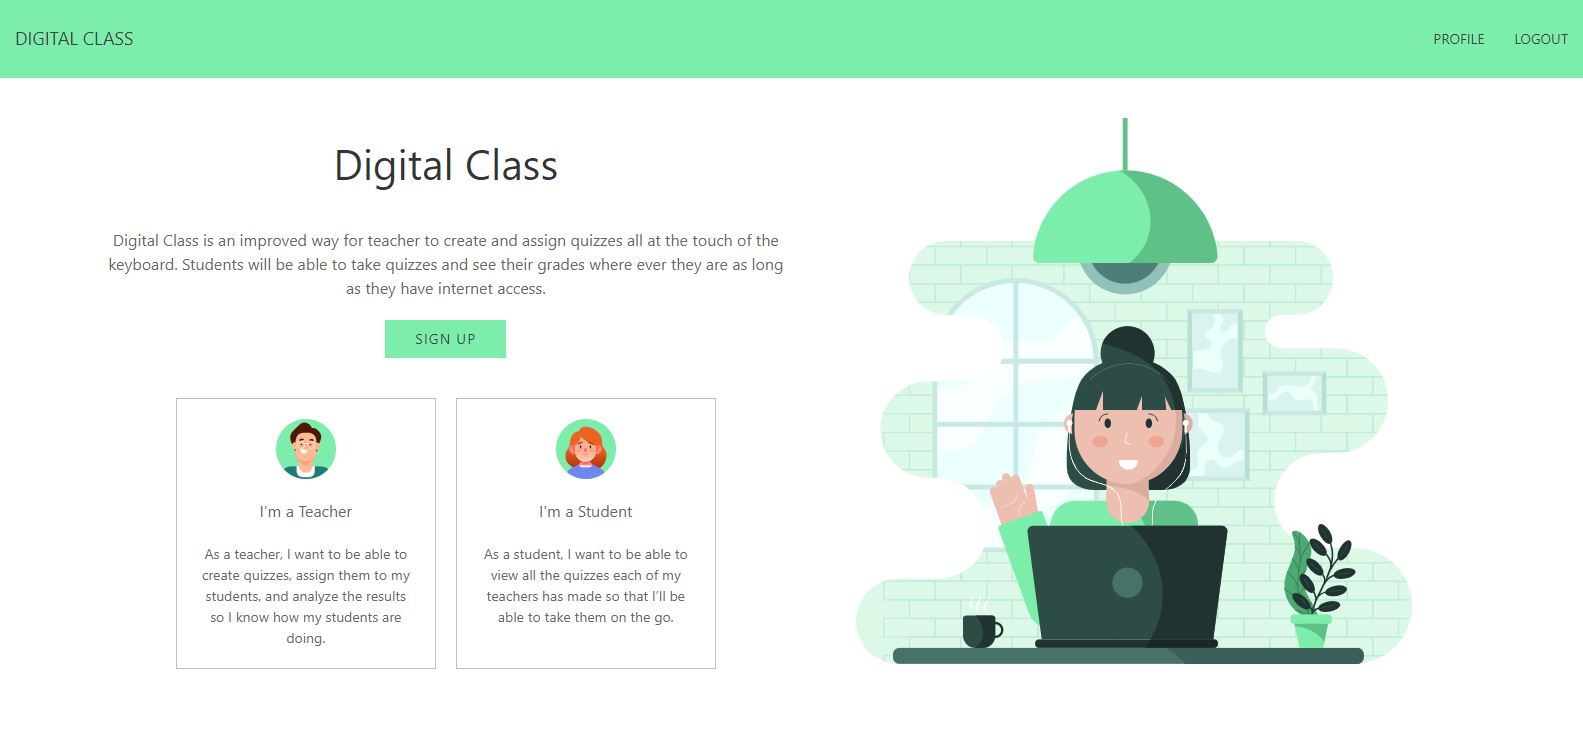 DIGITAL CLASS
PROFILE
LOGOUT
Digital Class
Digital Class is an improved way for teacher to create and assign quizzes all at the touch of the
keyboard. Students will be able to take quizzes and see their grades where ever they are as long
as they have internet access.
SIGN UP
I'm a Teacher
As a teacher, I want to be able to
create quizzes, assign them to my
students, and analyze the results
so I know how my students are
doing.
I'm a Student
As a student, I want to be able to
view all the quizzes each of my
teachers has made so that I'll be
able to take them on the go.